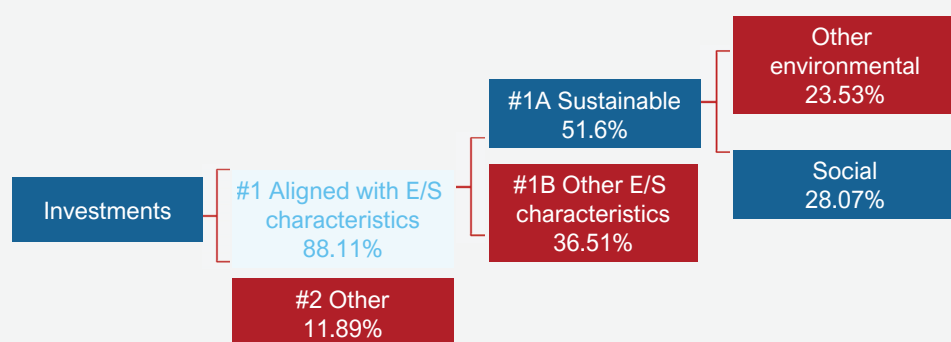 Investments
#1 Aligned with E/S
characteristics
88.11%
#2 Other
11.89%
#1A Sustainable
51.6%
#1B Other E/S
characteristics
36.51%
Other
environmental
23.53%
Social
28.07%